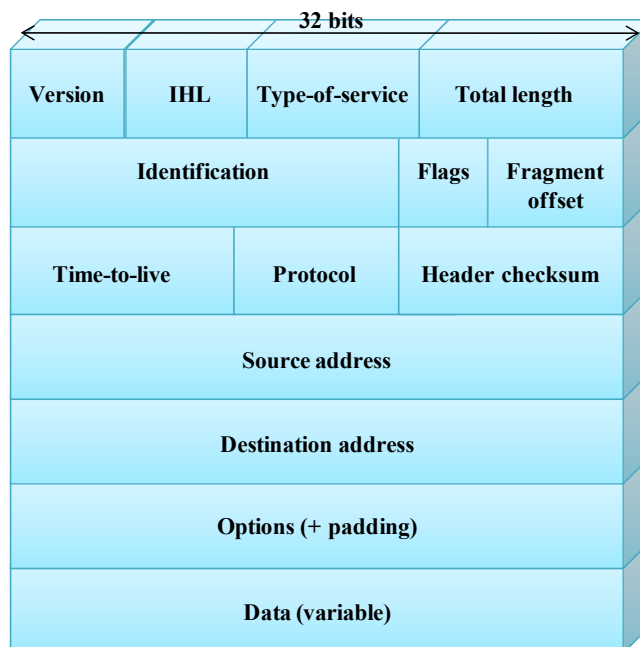 32 bits
Version IHL Type-of-service Total length
Identification Flags Fragment offset
Time-to-live Protocol Header checksum
Source address
Destination address
Options (+ padding)
Data (variable)